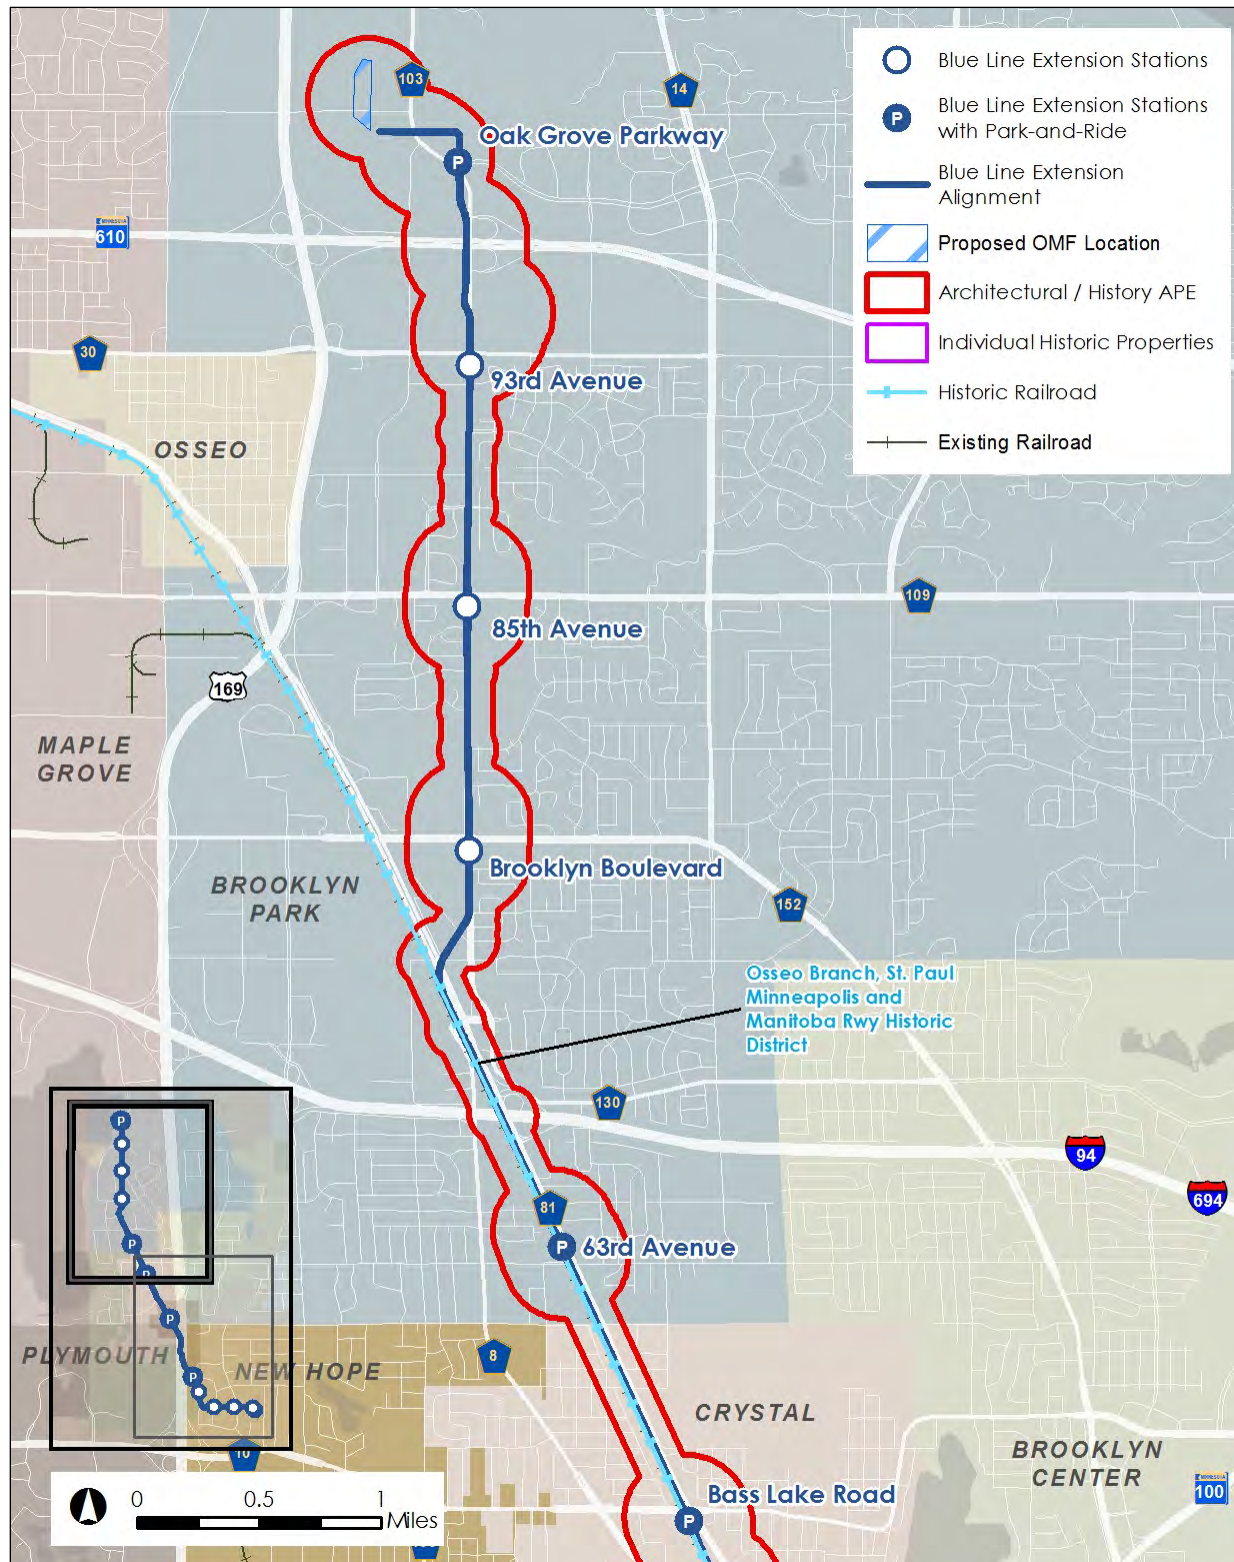 Blue Line Extension Stations
P
Blue Line Extension Stations
with Park-and-Ride
Blue Line Extension
Alignment
Proposed OMF Location
Architectural / History APE
Individual Historic Properties
Historic Railroad
Existing Railroad
103
14
Oak Grove Parkway
P
MINNESOTA
610
30
93rd Avenue
OSSEO
109
85th Avenue
169
MAPLE
GROVE
Brooklyn Boulevard
BROOKLYN
PARK
152
Osseo Branch, St. Paul
Minneapolis and
Manitoba Rwy Historic
District
130
94
694
81
P
63rd Avenue
P
P
P
P
P
PLYMOUTH
NEW HOPE
8
CRYSTAL
BROOKLYN
CENTER
10
MINNESOTA
100
Bass Lake Road
P
0 0.5 1
Miles